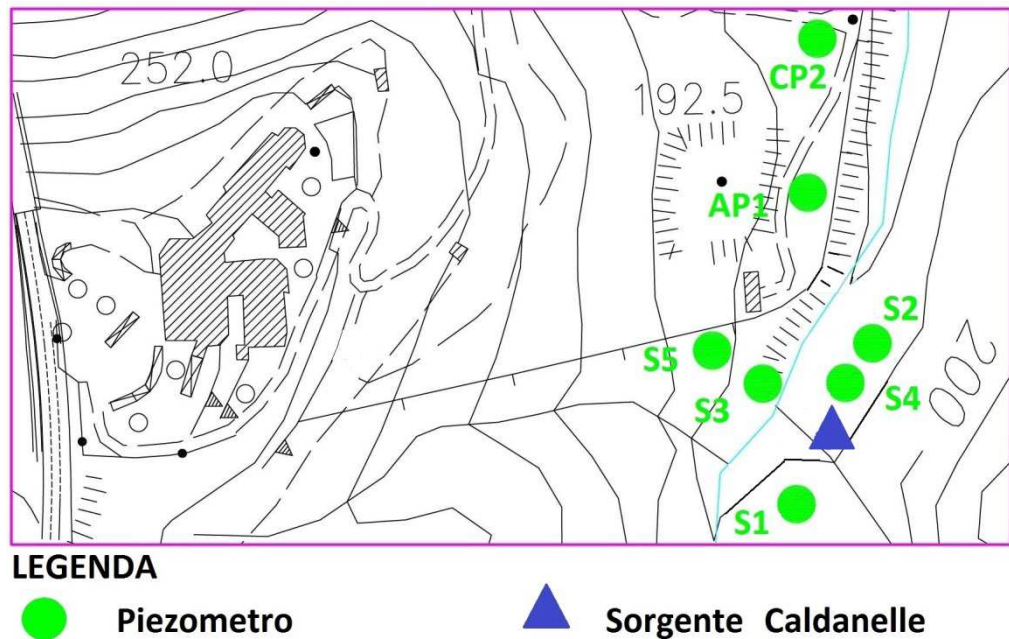 252.0
CP2
192.5
AP1
S2
S5
S3
S4
200
S1
LEGENDA
Piezometro
Sorgente Caldanelle